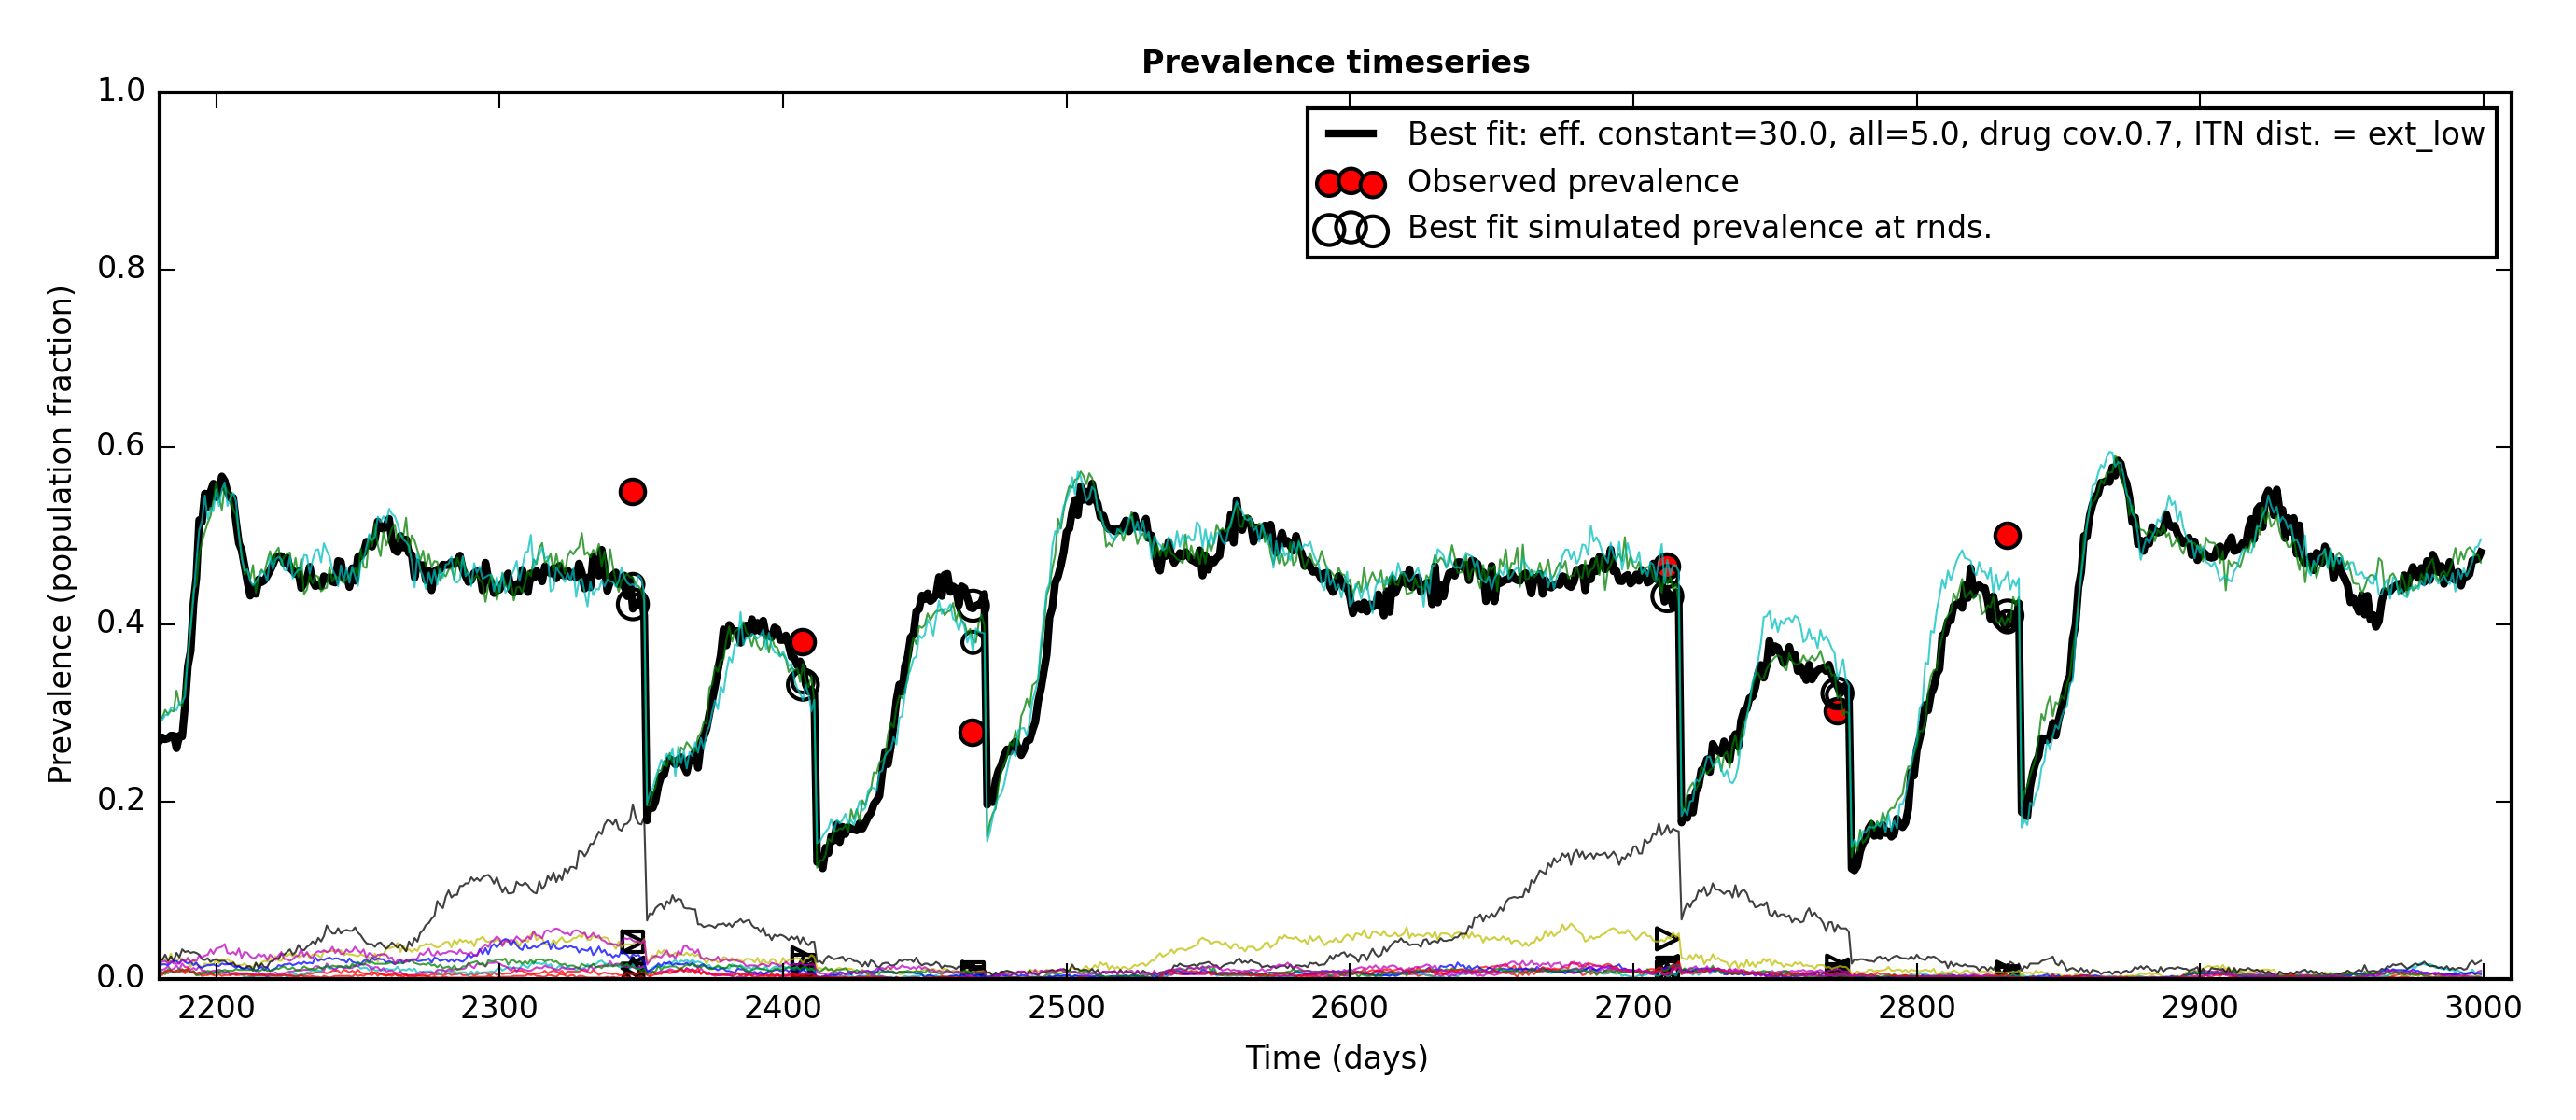 Prevalence timeseries
1.0
0.8
0.6
0.4
0.2
0.0
Prevalence (population fraction)
Best fit: eff. constant=30.0, all=5.0, drug cov.0.7, ITN dist. = ext_low
Observed prevalence
Best fit simulated prevalence at rnds.
2200 2300 2400 2500 2600 2700 2800 2900 3000
Time (days)